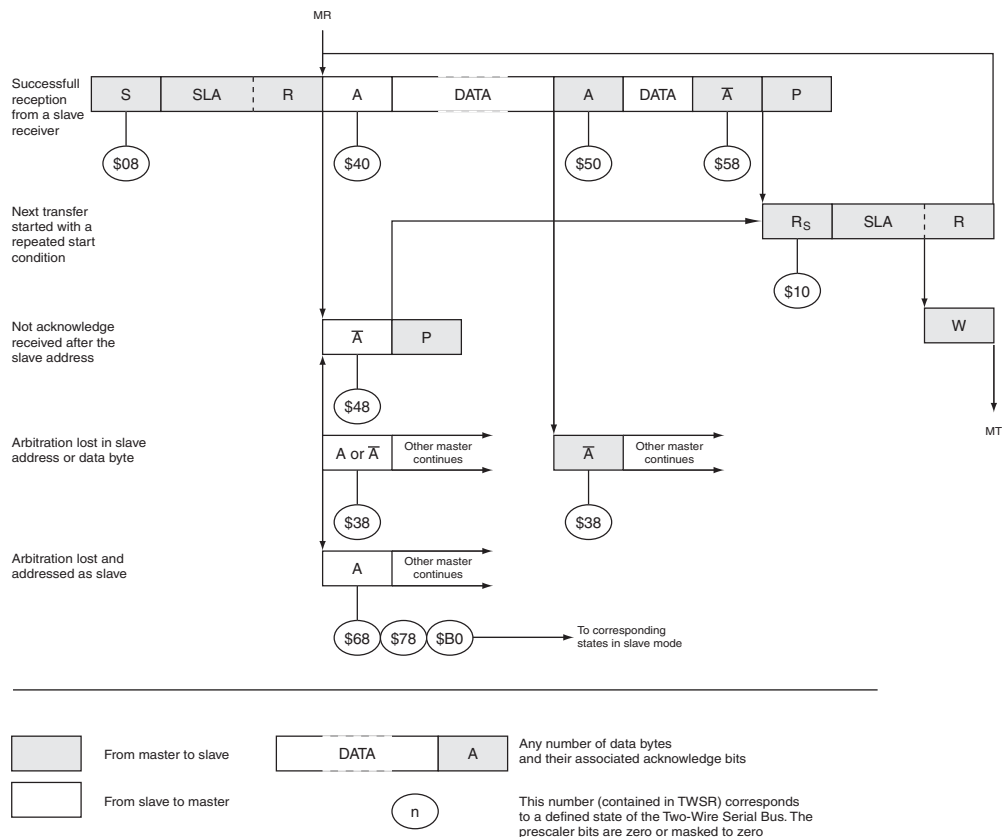 MR
Successfull
reception
from a slave
receiver
S SLA R A DATA A DATA A̅ P
$08 $40 $50 $58
Next transfer
started with a
repeated start
condition
RS SLA R
$10
W
MT
Not acknowledge
received after the
slave address
A̅ P
$48
Arbitration lost in slave
address or data byte
A or A̅ Other master
continues
A̅ Other master
continues
$38 $38
Arbitration lost and
addressed as slave
A Other master
continues
$68 $78 $B0 To corresponding
states in slave mode
From master to slave
DATA A Any number of data bytes
and their associated acknowledge bits
From slave to master
n This number (contained in TWSR) corresponds
to a defined state of the Two-Wire Serial Bus. The
prescaler bits are zero or masked to zero